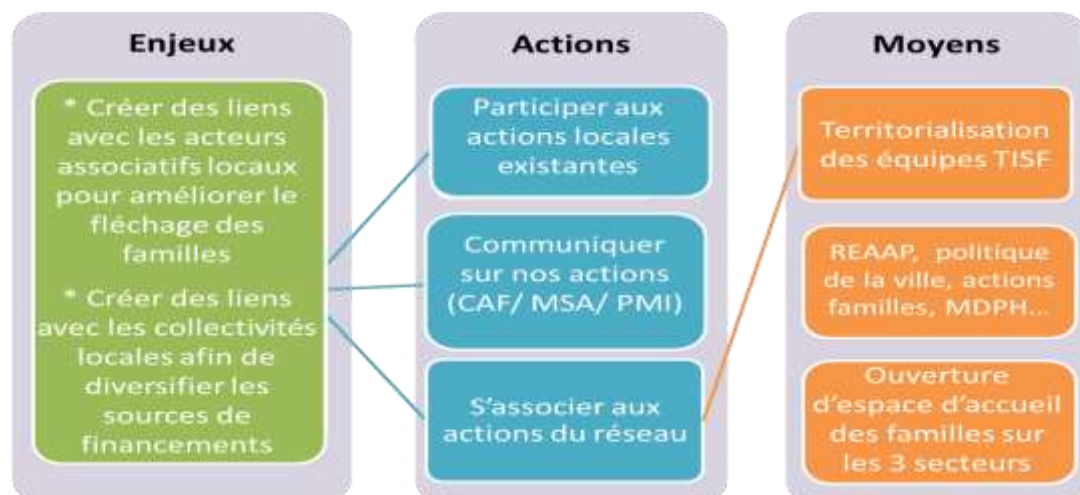 Enjeux
* Créer des liens
avec les acteurs
associatifs locaux
pour améliorer le
fléchage des
familles
* Créer des liens
avec les collectivités
locales afin de
diversifier les
sources de
financements
Actions
Participer aux
actions locales
existantes
Communiquer
sur nos actions
(CAF/ MSA/ PMI)
S’associer aux
actions du réseau
Moyens
Territorialisation
des équipes TISF
REAAP, politique
de la ville, actions
familles, MDPH...
Ouverture
d’espace d’accueil
des familles sur
les 3 secteurs